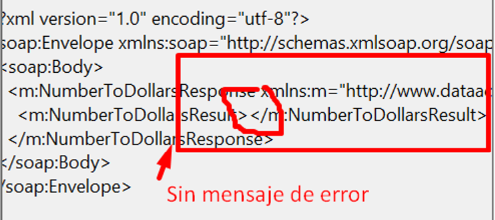 ?xml version="1.0" encoding="utf-8"?>
soap:Envelope xmlns:soap="http://schemas.xmlsoap.org/soap
<soap:Body>
<m:NumberToDollarsResponse xmlns:m="http://www.dataac
<m:NumberToDollarsResult></m:NumberToDollarsResult>
</m:NumberToDollarsResponse>
</soap:Body>
/soap:Envelope>
Sin mensaje de error